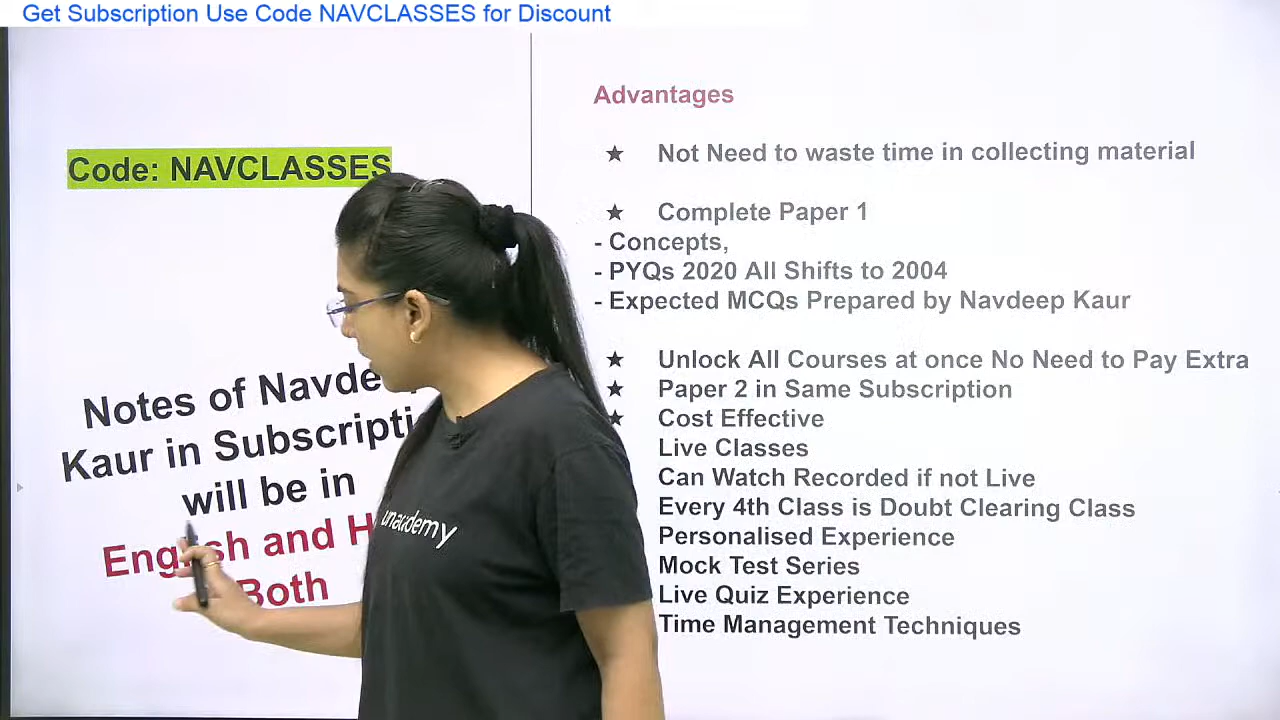 Get Subscription Use Code NAVCLASSES for Discount
Code: NAVCLASSES
Notes of
Kaur in
will be in
and
Both
unacademy
Advantages
★ Not Need to waste time in collecting material
★ Complete Paper 1
- Concepts,
- PYQs 2020 All Shifts to 2004
- Expected MCQs Prepared by Navdeep Kaur
★ Unlock All Courses at once No Need to Pay Extra
★ Paper 2 in Same Subscription
★ Cost Effective
Live Classes
Can Watch Recorded if not Live
Every 4th Class is Doubt Clearing Class
Personalised Experience
Mock Test Series
Live Quiz Experience
Time Management Techniques